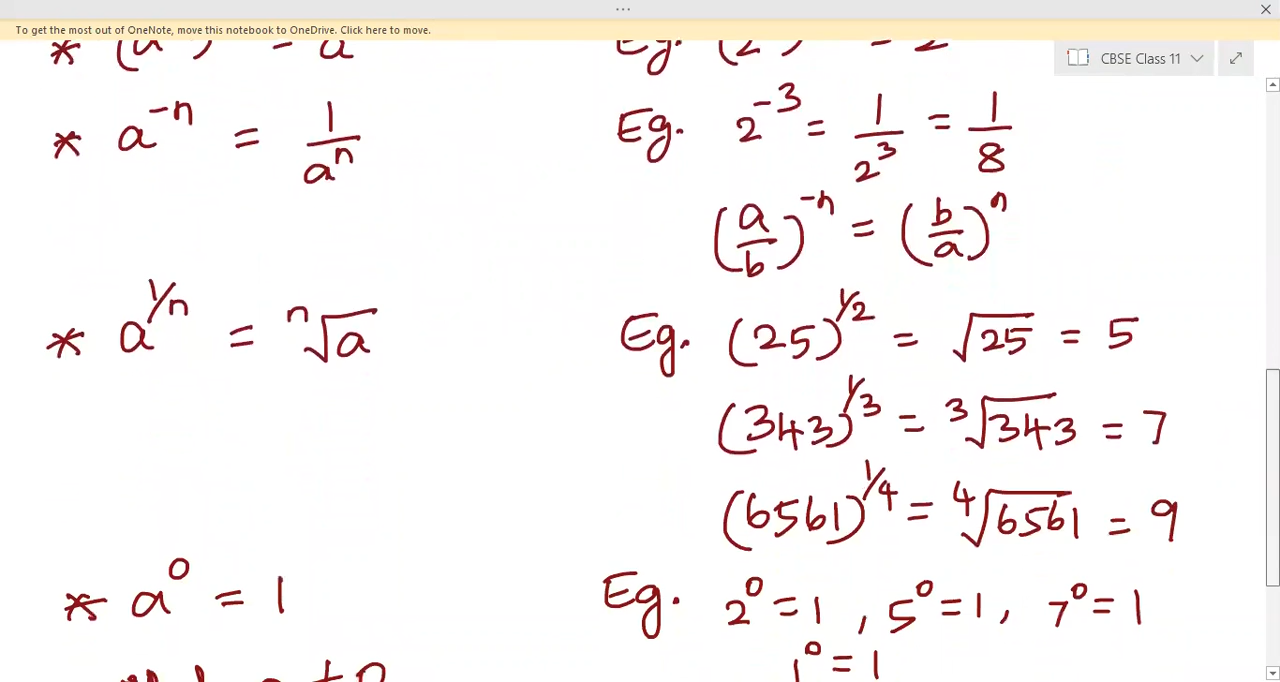 To get the most out of OneNote, move this notebook to OneDrive. Click here to move.
CBSE Class 11
* a^{-n} = 1/a^n
Eg. 2^{-3} = 1/2^3 = 1/8
(a/b)^{-n} = (b/a)^n
* a^{1/n} = ⁿ√a
Eg. (25)^{1/2} = √25 = 5
(343)^{1/3} = ³√343 = 7
(6561)^{1/4} = ⁴√6561 = 9
* a^0 = 1
Eg. 2^0 = 1, 5^0 = 1, 7^0 = 1
1^0 = 1